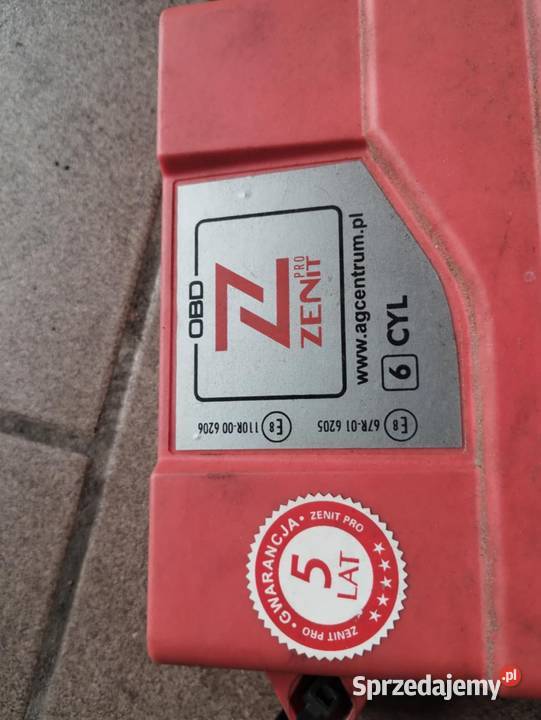 OBD
Z
PRO
ZENIT
www.agcentrum.pl
6 CYL
E8 110R-00 6206
E8 67R-01 6205
• GWARANCJA •
ZENIT PRO
5
LAT
ZENIT PRO
Sprzedajemy.pl